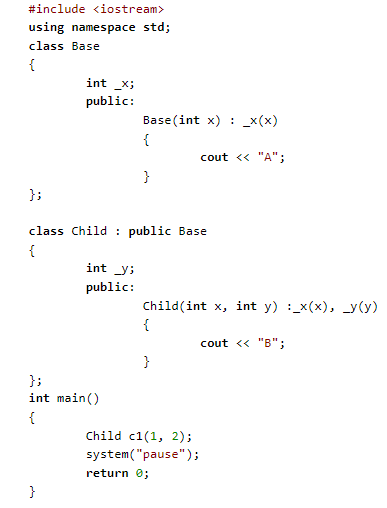 #include <iostream>
using namespace std;
class Base
{
int _x;
public:
Base(int x) : _x(x)
{
cout << "A";
}
};
class Child : public Base
{
int _y;
public:
Child(int x, int y) :_x(x), _y(y)
{
cout << "B";
}
};
int main()
{
Child c1(1, 2);
system("pause");
return 0;
}